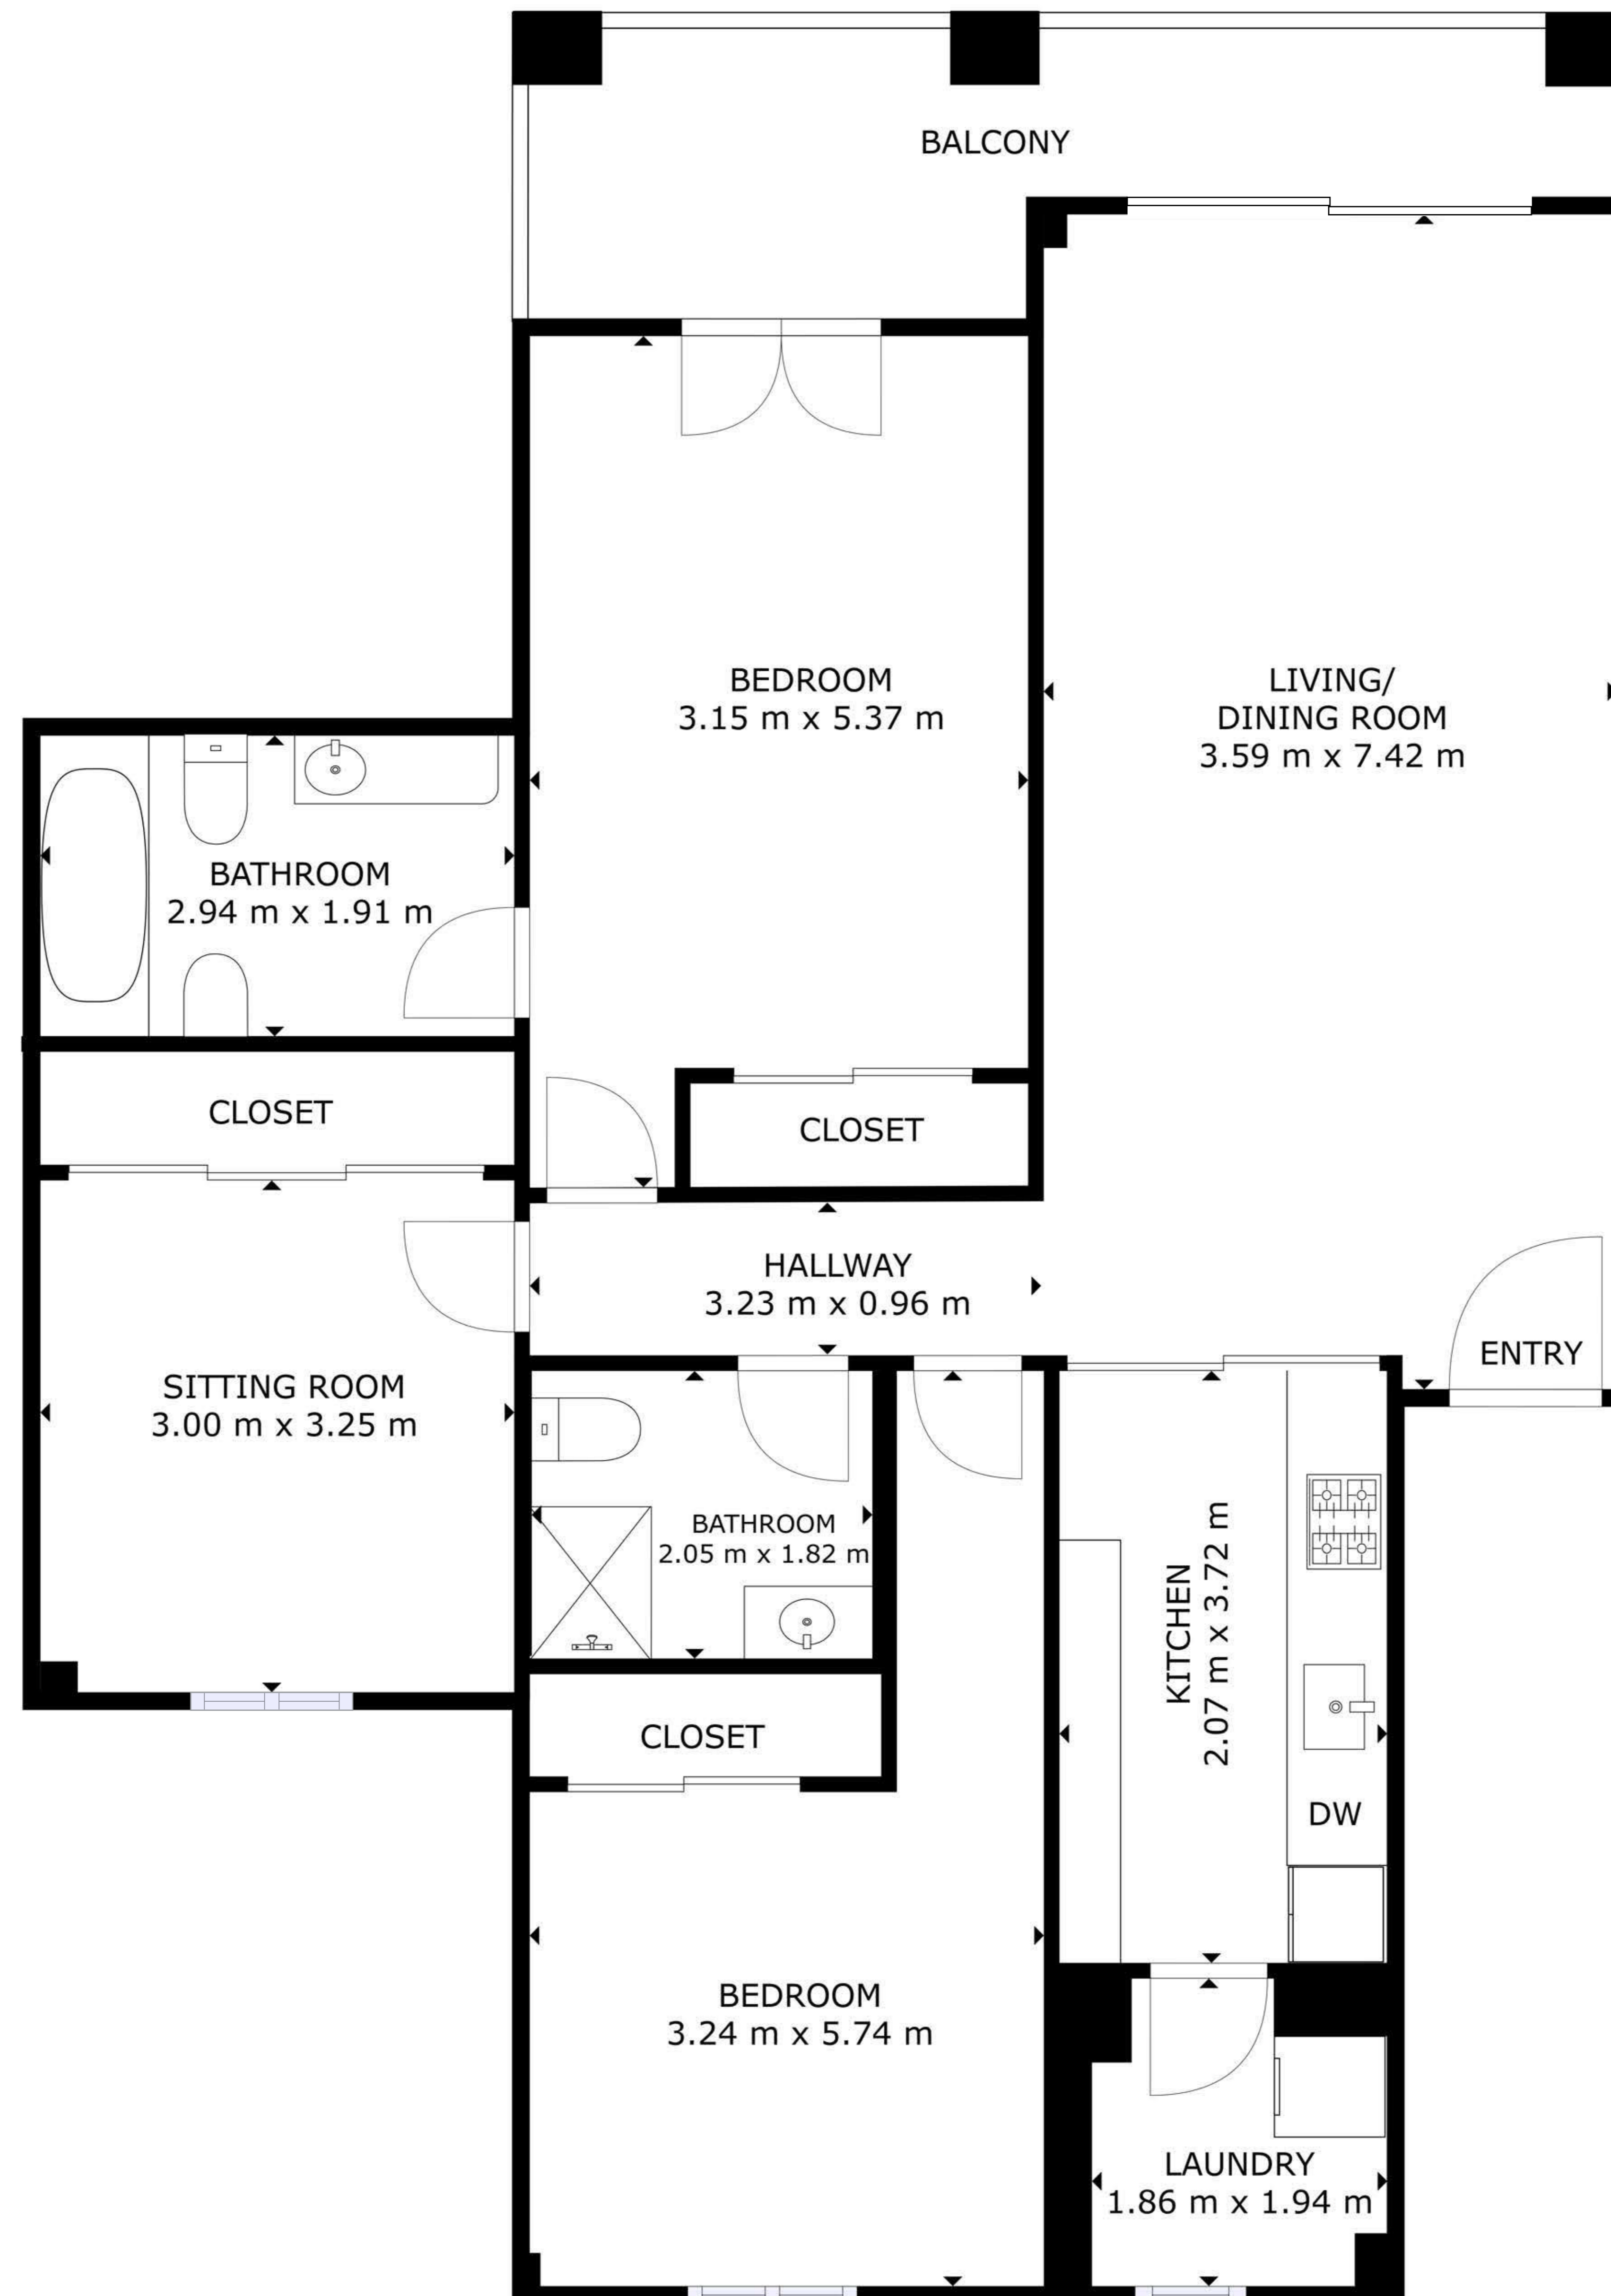 BALCONY
BEDROOM
3.15 m x 5.37 m
LIVING/
DINING ROOM
3.59 m x 7.42 m
BATHROOM
2.94 m x 1.91 m
CLOSET
CLOSET
HALLWAY
3.23 m x 0.96 m
ENTRY
SITTING ROOM
3.00 m x 3.25 m
BATHROOM
2.05 m x 1.82 m
KITCHEN
2.07 m x 3.72 m
CLOSET
DW
BEDROOM
3.24 m x 5.74 m
LAUNDRY
1.86 m x 1.94 m